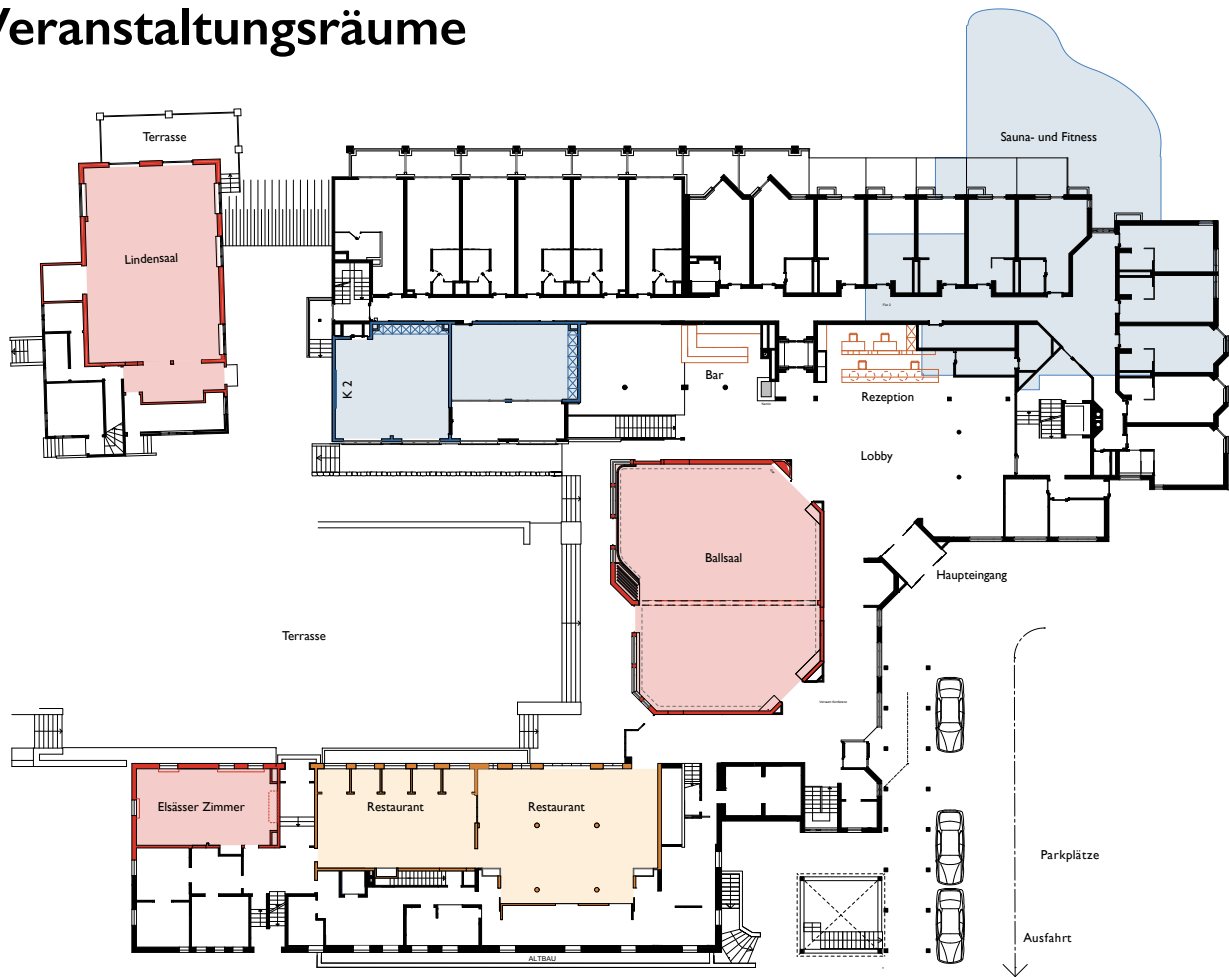 Veranstaltungsräume
Terrasse
Sauna- und Fitness
Lindensaal
K 2
Bar
Rezeption
Lobby
Ballsaal
Haupteingang
Terrasse
Elsässer Zimmer
Restaurant
Restaurant
Parkplätze
Ausfahrt
ALTBAU